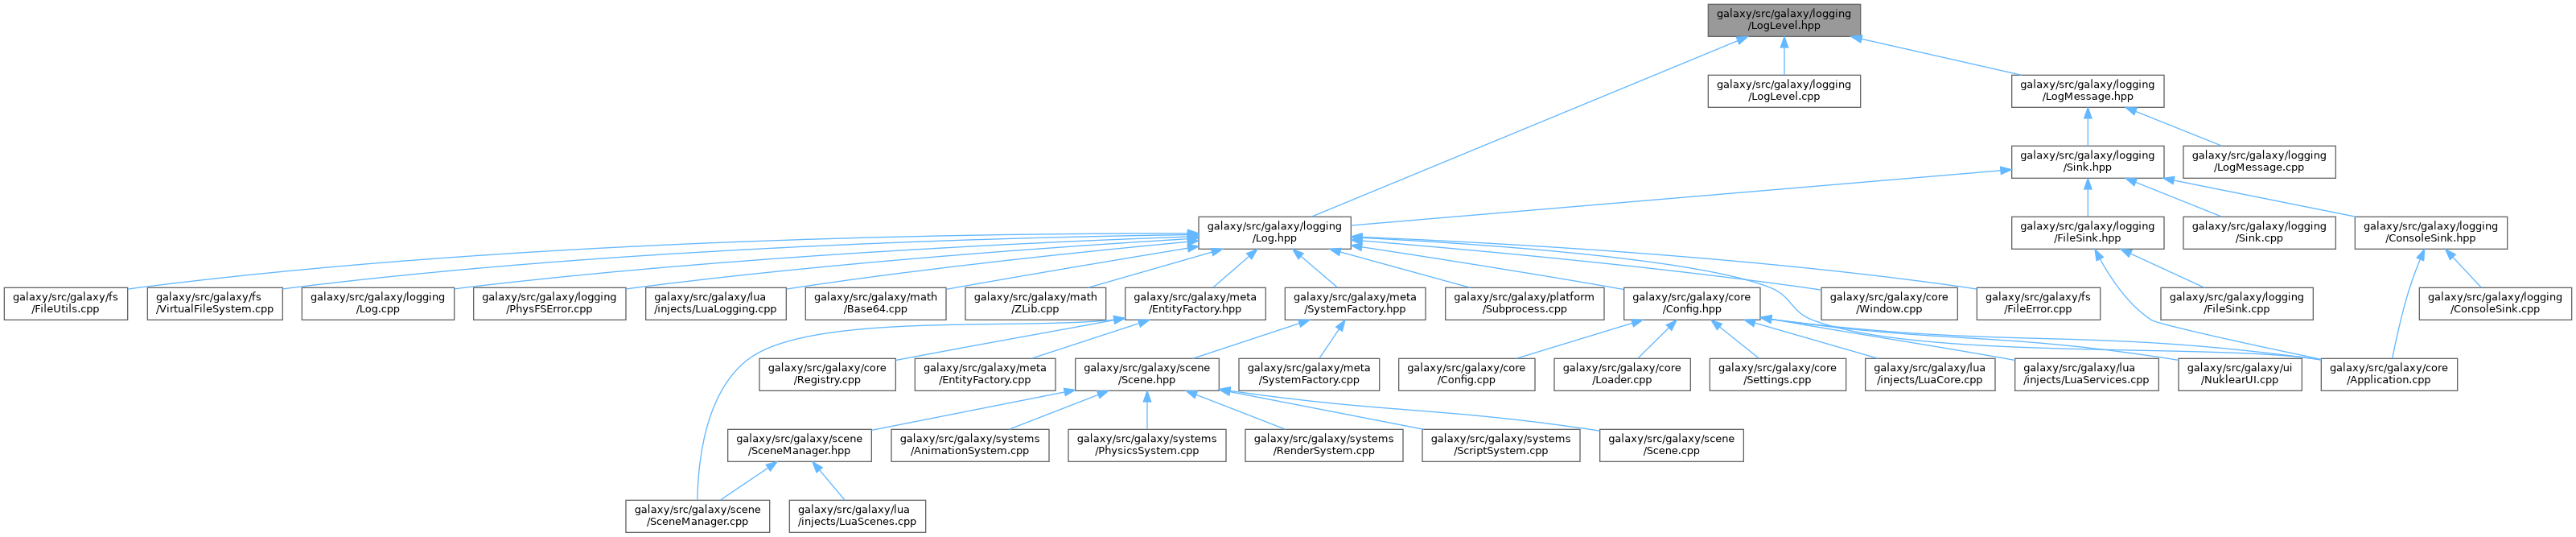 galaxy/src/galaxy/logging
/LogLevel.hpp
galaxy/src/galaxy/logging
/LogLevel.cpp
galaxy/src/galaxy/logging
/LogMessage.hpp
galaxy/src/galaxy/logging
/Sink.hpp
galaxy/src/galaxy/logging
/LogMessage.cpp
galaxy/src/galaxy/logging
/Log.hpp
galaxy/src/galaxy/logging
/FileSink.hpp
galaxy/src/galaxy/logging
/Sink.cpp
galaxy/src/galaxy/logging
/ConsoleSink.hpp
galaxy/src/galaxy/fs
/FileUtils.cpp
galaxy/src/galaxy/fs
/VirtualFileSystem.cpp
galaxy/src/galaxy/logging
/Log.cpp
galaxy/src/galaxy/logging
/PhysFSError.cpp
galaxy/src/galaxy/lua
/injects/LuaLogging.cpp
galaxy/src/galaxy/math
/Base64.cpp
galaxy/src/galaxy/math
/ZLib.cpp
galaxy/src/galaxy/meta
/EntityFactory.hpp
galaxy/src/galaxy/meta
/SystemFactory.hpp
galaxy/src/galaxy/platform
/Subprocess.cpp
galaxy/src/galaxy/core
/Config.hpp
galaxy/src/galaxy/core
/Window.cpp
galaxy/src/galaxy/fs
/FileError.cpp
galaxy/src/galaxy/logging
/FileSink.cpp
galaxy/src/galaxy/logging
/ConsoleSink.cpp
galaxy/src/galaxy/core
/Registry.cpp
galaxy/src/galaxy/meta
/EntityFactory.cpp
galaxy/src/galaxy/scene
/Scene.hpp
galaxy/src/galaxy/meta
/SystemFactory.cpp
galaxy/src/galaxy/core
/Config.cpp
galaxy/src/galaxy/core
/Loader.cpp
galaxy/src/galaxy/core
/Settings.cpp
galaxy/src/galaxy/lua
/injects/LuaCore.cpp
galaxy/src/galaxy/lua
/injects/LuaServices.cpp
galaxy/src/galaxy/ui
/NuklearUI.cpp
galaxy/src/galaxy/core
/Application.cpp
galaxy/src/galaxy/scene
/SceneManager.hpp
galaxy/src/galaxy/systems
/AnimationSystem.cpp
galaxy/src/galaxy/systems
/PhysicsSystem.cpp
galaxy/src/galaxy/systems
/RenderSystem.cpp
galaxy/src/galaxy/systems
/ScriptSystem.cpp
galaxy/src/galaxy/scene
/Scene.cpp
galaxy/src/galaxy/scene
/SceneManager.cpp
galaxy/src/galaxy/lua
/injects/LuaScenes.cpp